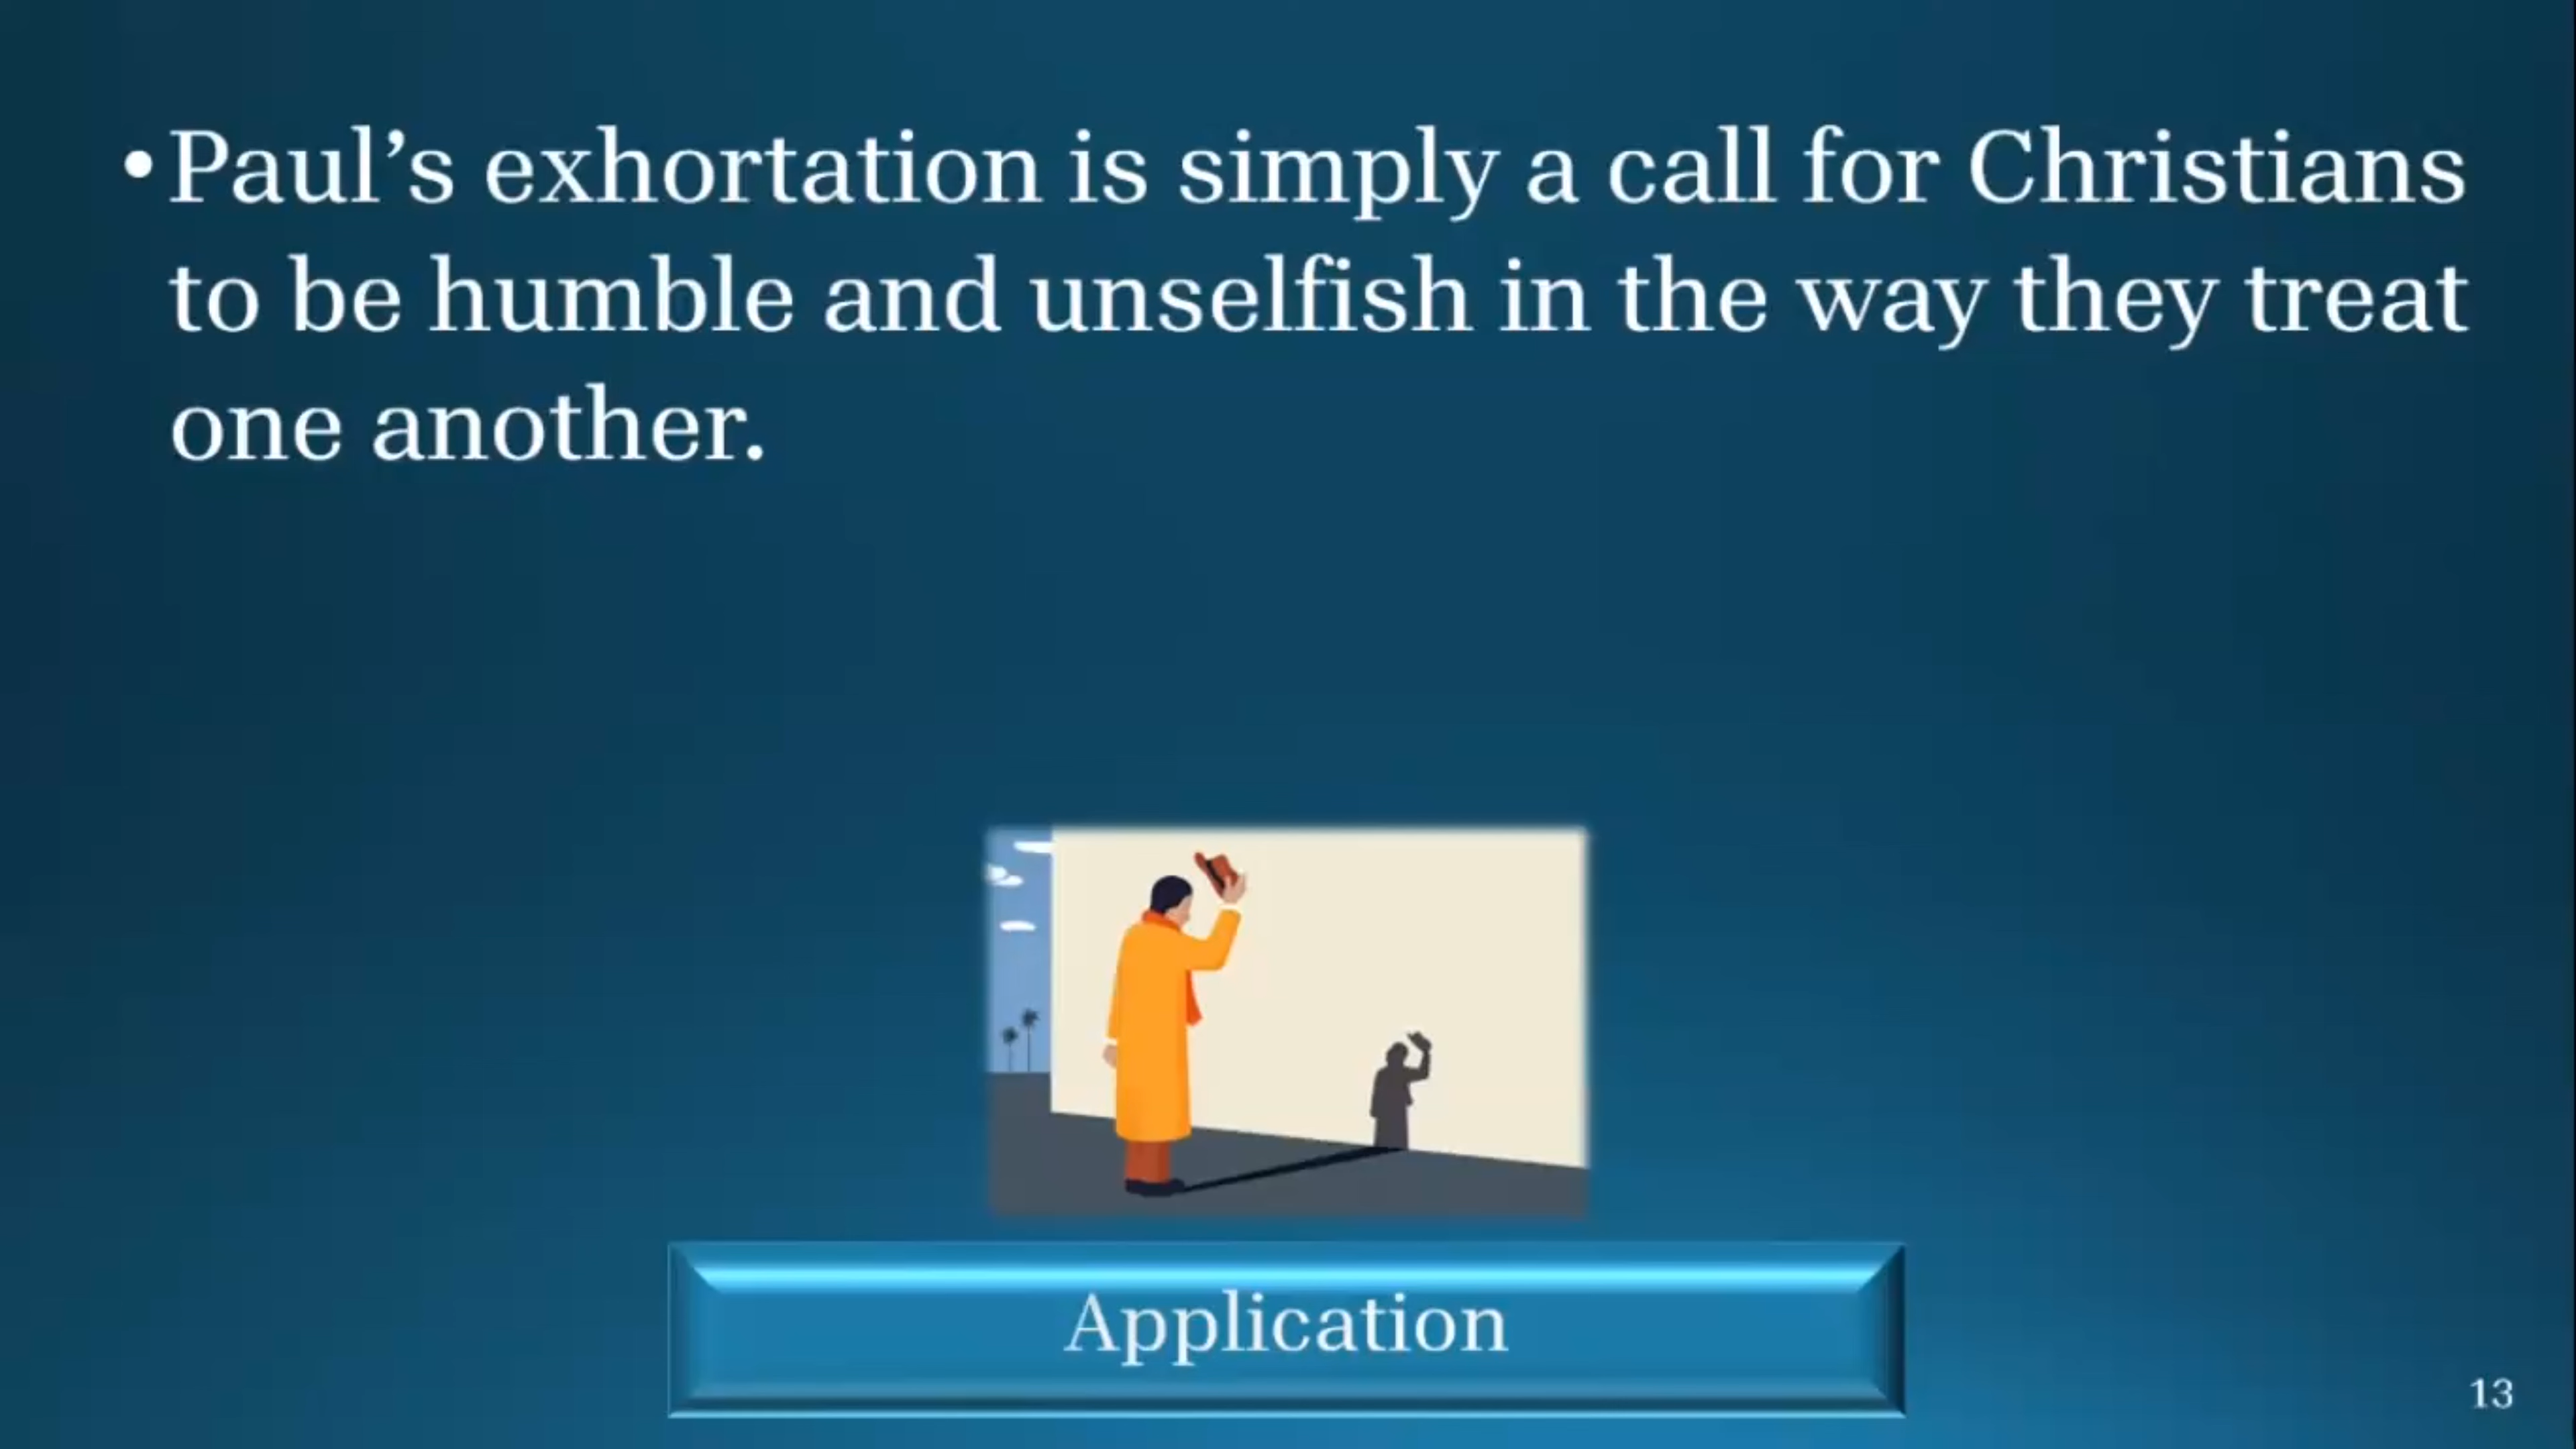 •Paul’s exhortation is simply a call for Christians
to be humble and unselfish in the way they treat
one another.
Application
13